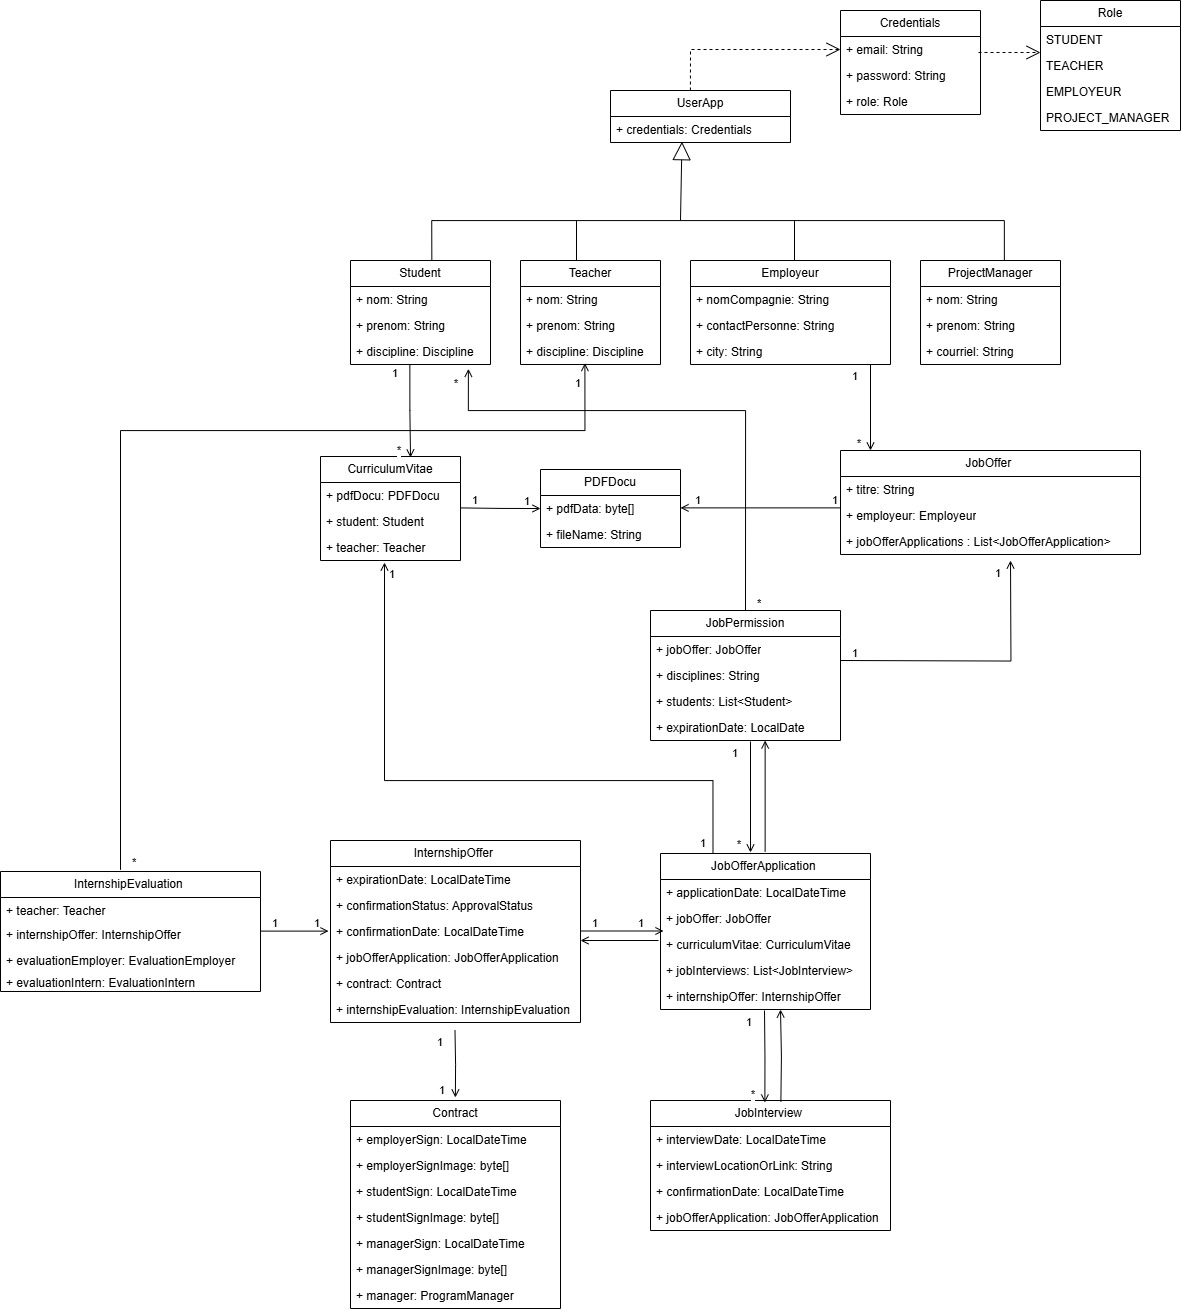 Role
STUDENT
TEACHER
EMPLOYEUR
PROJECT_MANAGER
Credentials
+ email: String
+ password: String
+ role: Role
UserApp
+ credentials: Credentials
Student
+ nom: String
+ prenom: String
+ discipline: Discipline
Teacher
+ nom: String
+ prenom: String
+ discipline: Discipline
Employeur
+ nomCompagnie: String
+ contactPersonne: String
+ city: String
ProjectManager
+ nom: String
+ prenom: String
+ courriel: String
1
*
1
1
*
*
CurriculumVitae
+ pdfDocu: PDFDocu
+ student: Student
+ teacher: Teacher
1
1
PDFDocu
+ pdfData: byte[]
+ fileName: String
1
1
JobOffer
+ titre: String
+ employeur: Employeur
+ jobOfferApplications : List<JobOfferApplication>
1
1
*
JobPermission
+ jobOffer: JobOffer
+ disciplines: String
+ students: List<Student>
+ expirationDate: LocalDate
1
1
1
*
*
InternshipEvaluation
+ teacher: Teacher
+ internshipOffer: InternshipOffer
+ evaluationEmployer: EvaluationEmployer
+ evaluationIntern: EvaluationIntern
1
1
InternshipOffer
+ expirationDate: LocalDateTime
+ confirmationStatus: ApprovalStatus
+ confirmationDate: LocalDateTime
+ jobOfferApplication: JobOfferApplication
+ contract: Contract
+ internshipEvaluation: InternshipEvaluation
1
1
JobOfferApplication
+ applicationDate: LocalDateTime
+ jobOffer: JobOffer
+ curriculumVitae: CurriculumVitae
+ jobInterviews: List<JobInterview>
+ internshipOffer: InternshipOffer
1
1
1
*
Contract
+ employerSign: LocalDateTime
+ employerSignImage: byte[]
+ studentSign: LocalDateTime
+ studentSignImage: byte[]
+ managerSign: LocalDateTime
+ managerSignImage: byte[]
+ manager: ProgramManager
JobInterview
+ interviewDate: LocalDateTime
+ interviewLocationOrLink: String
+ confirmationDate: LocalDateTime
+ jobOfferApplication: JobOfferApplication